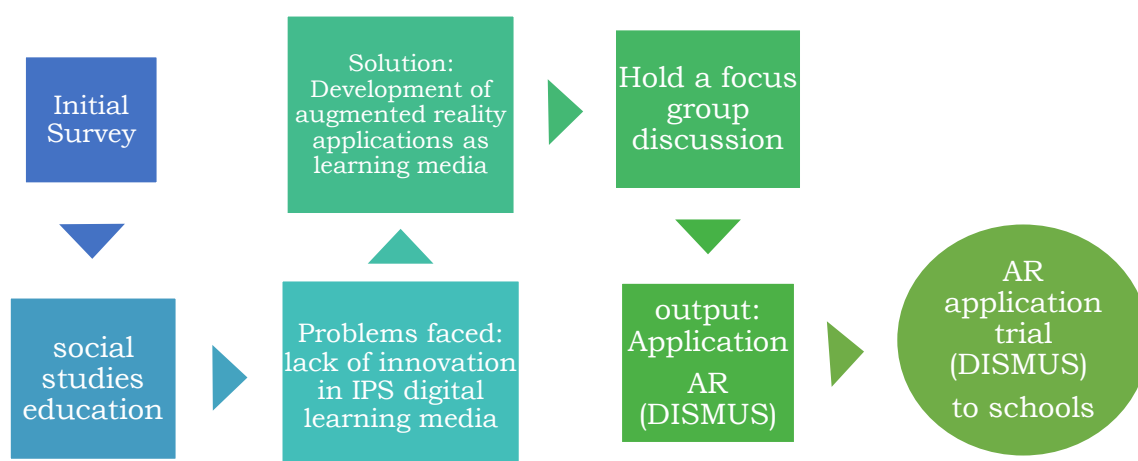 Initial
Survey
social
studies
education
Problems faced:
lack of innovation
in IPS digital
learning media
Solution:
Development of
augmented reality
applications as
learning media
Hold a focus
group
discussion
output:
Application
AR
(DISMUS)
AR
application
trial
(DISMUS)
to schools